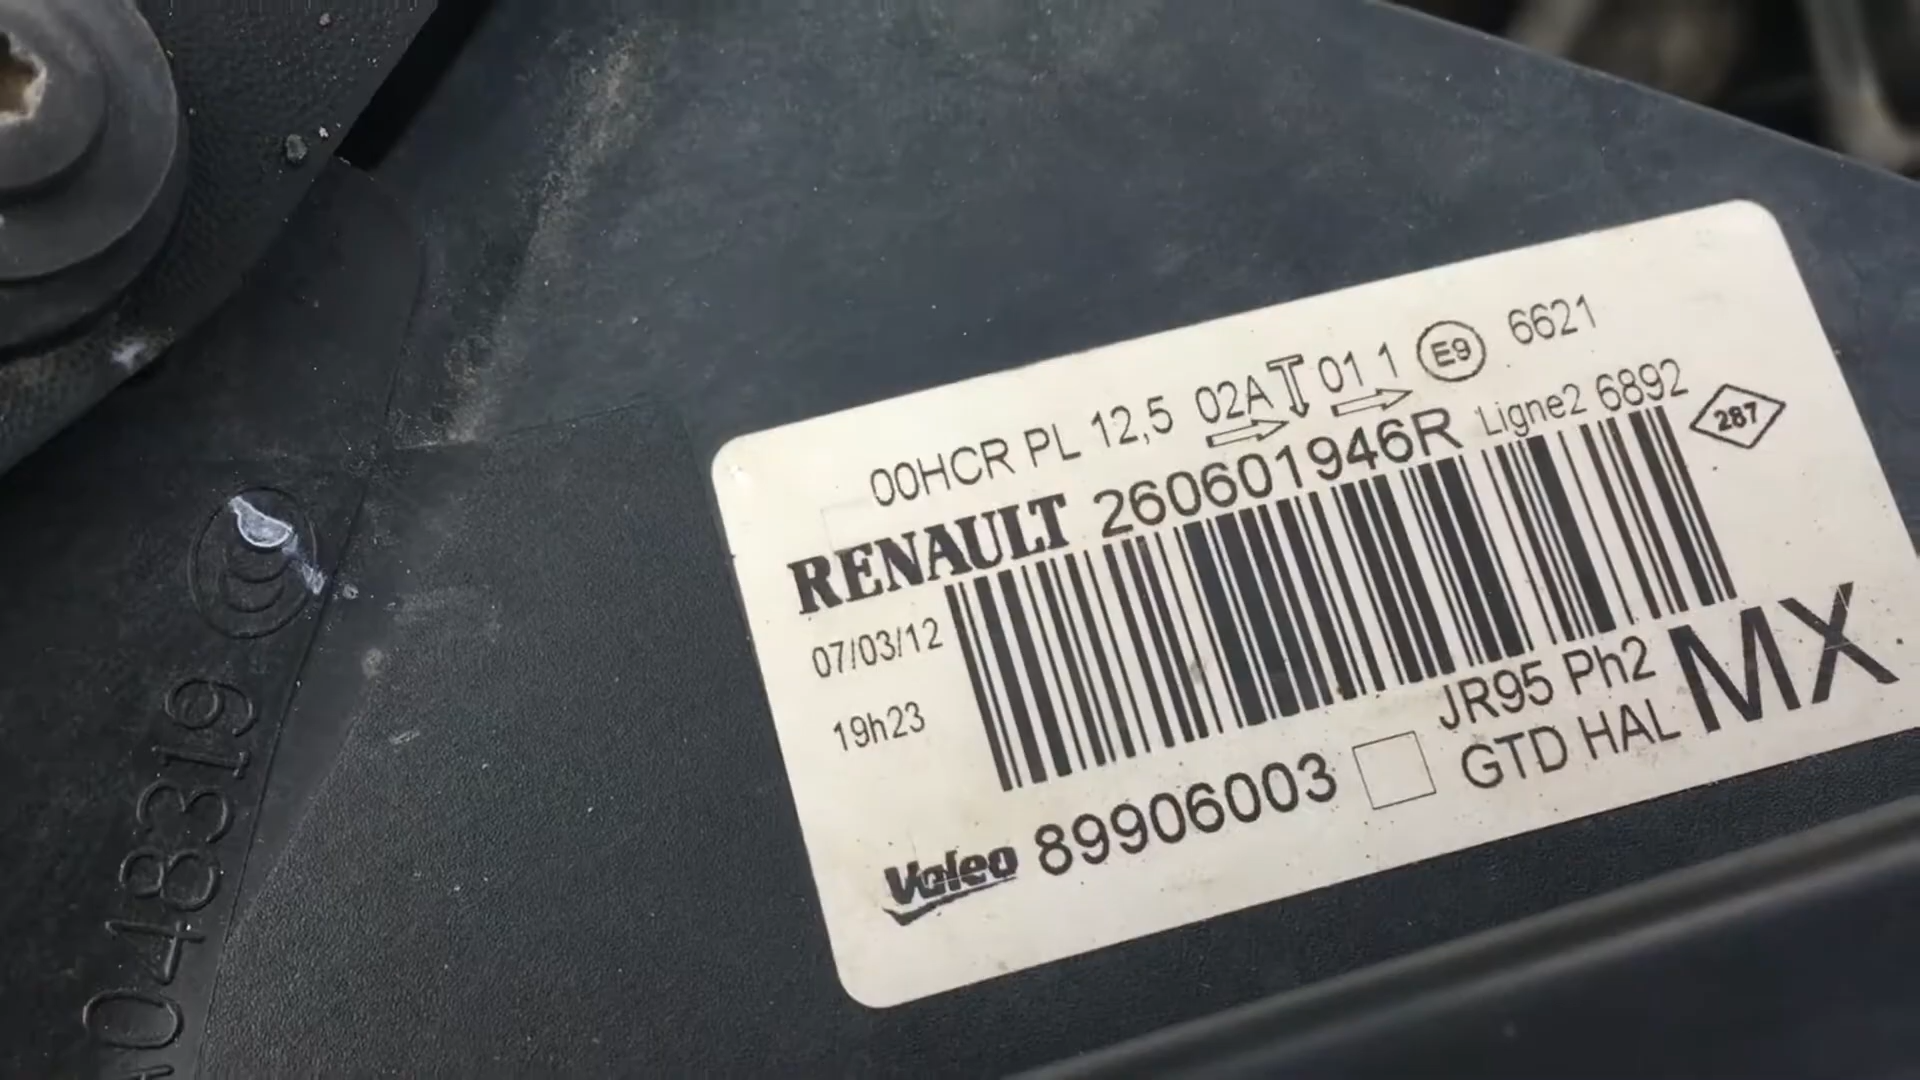 00HCR PL 12,5 02A 01 1 E9 6621
RENAULT 260601946R Ligne2 6892 287
07/03/12
19h23
JR95 Ph2 MX
GTD HAL
Valeo 89906003
048319